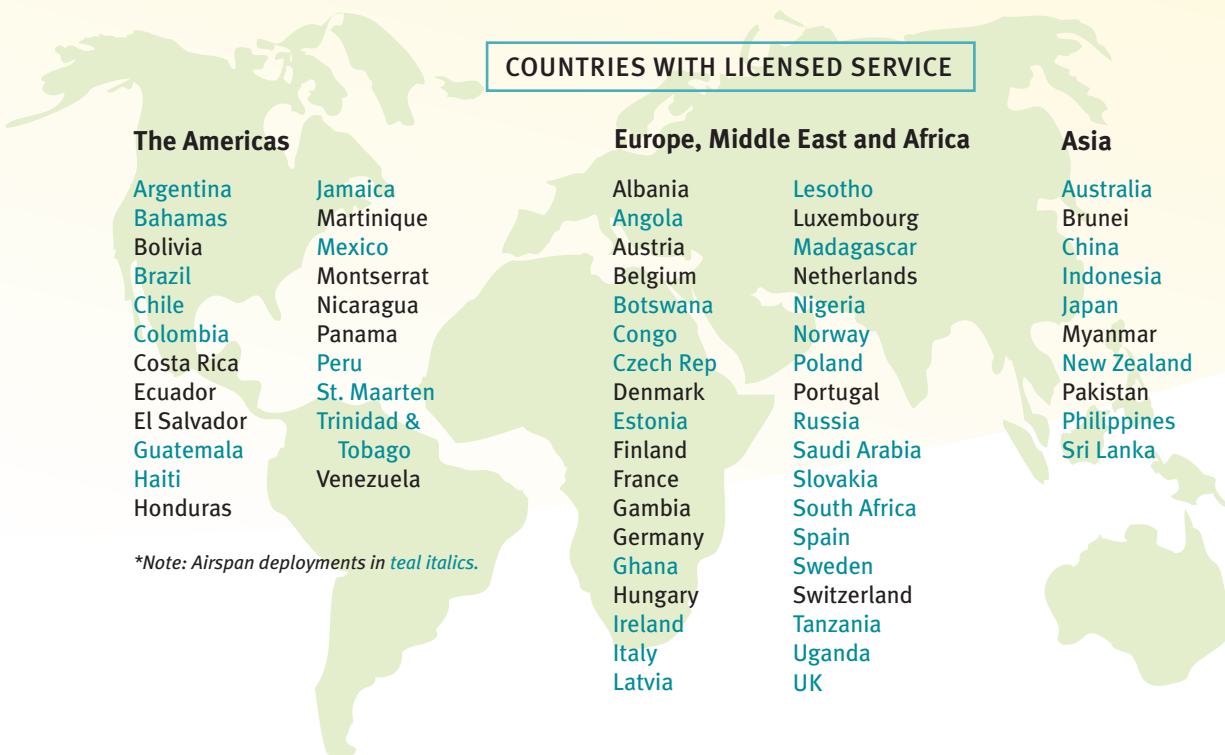 COUNTRIES WITH LICENSED SERVICE
The Americas
Argentina
Bahamas
Bolivia
Brazil
Chile
Colombia
Costa Rica
Ecuador
El Salvador
Guatemala
Haiti
Honduras
Jamaica
Martinique
Mexico
Montserrat
Nicaragua
Panama
Peru
St. Maarten
Trinidad &
Tobago
Venezuela
*Note: Airspan deployments in teal italics.
Europe, Middle East and Africa
Albania
Angola
Austria
Belgium
Botswana
Congo
Czech Rep
Denmark
Estonia
Finland
France
Gambia
Germany
Ghana
Hungary
Ireland
Italy
Latvia
Lesotho
Luxembourg
Madagascar
Netherlands
Nigeria
Norway
Poland
Portugal
Russia
Saudi Arabia
Slovakia
South Africa
Spain
Sweden
Switzerland
Tanzania
Uganda
UK
Asia
Australia
Brunei
China
Indonesia
Japan
Myanmar
New Zealand
Pakistan
Philippines
Sri Lanka